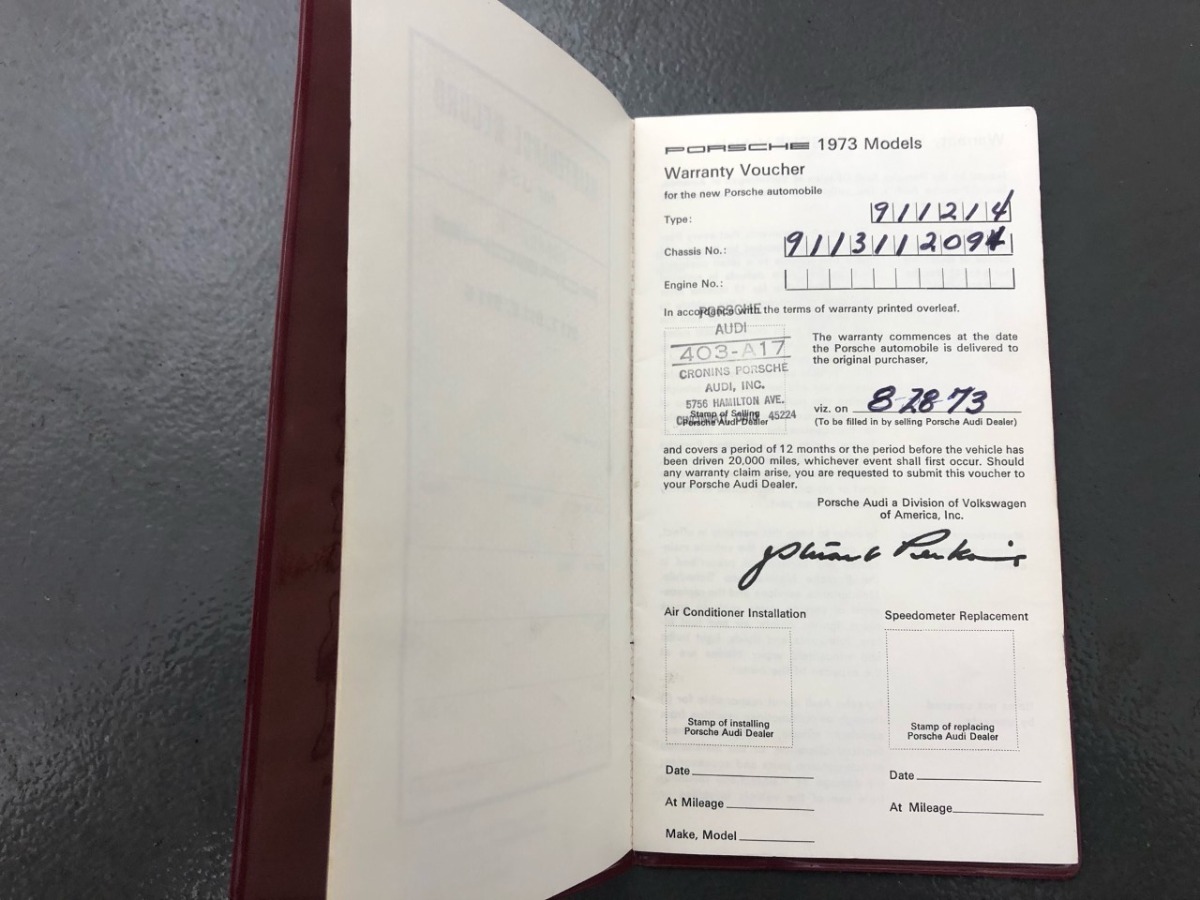 PORSCHE 1973 Models
Warranty Voucher
for the new Porsche automobile
Type: 911214
Chassis No.: 9113112094
Engine No.:
In accordance with the terms of warranty printed overleaf.
PORSCHE
AUDI
403-A17
CRONINS PORSCHE
AUDI, INC.
5756 HAMILTON AVE.
CINCINNATI, OHIO 45224
Stamp of Selling
Porsche Audi Dealer
The warranty commences at the date
the Porsche automobile is delivered to
the original purchaser,
viz. on 8-28-73
(To be filled in by selling Porsche Audi Dealer)
and covers a period of 12 months or the period before the vehicle has
been driven 20,000 miles, whichever event shall first occur. Should
any warranty claim arise, you are requested to submit this voucher to
your Porsche Audi Dealer.
Porsche Audi a Division of Volkswagen
of America, Inc.
J Stuart Perkins
Air Conditioner Installation
Stamp of installing
Porsche Audi Dealer
Date
At Mileage
Make, Model
Speedometer Replacement
Stamp of replacing
Porsche Audi Dealer
Date
At Mileage